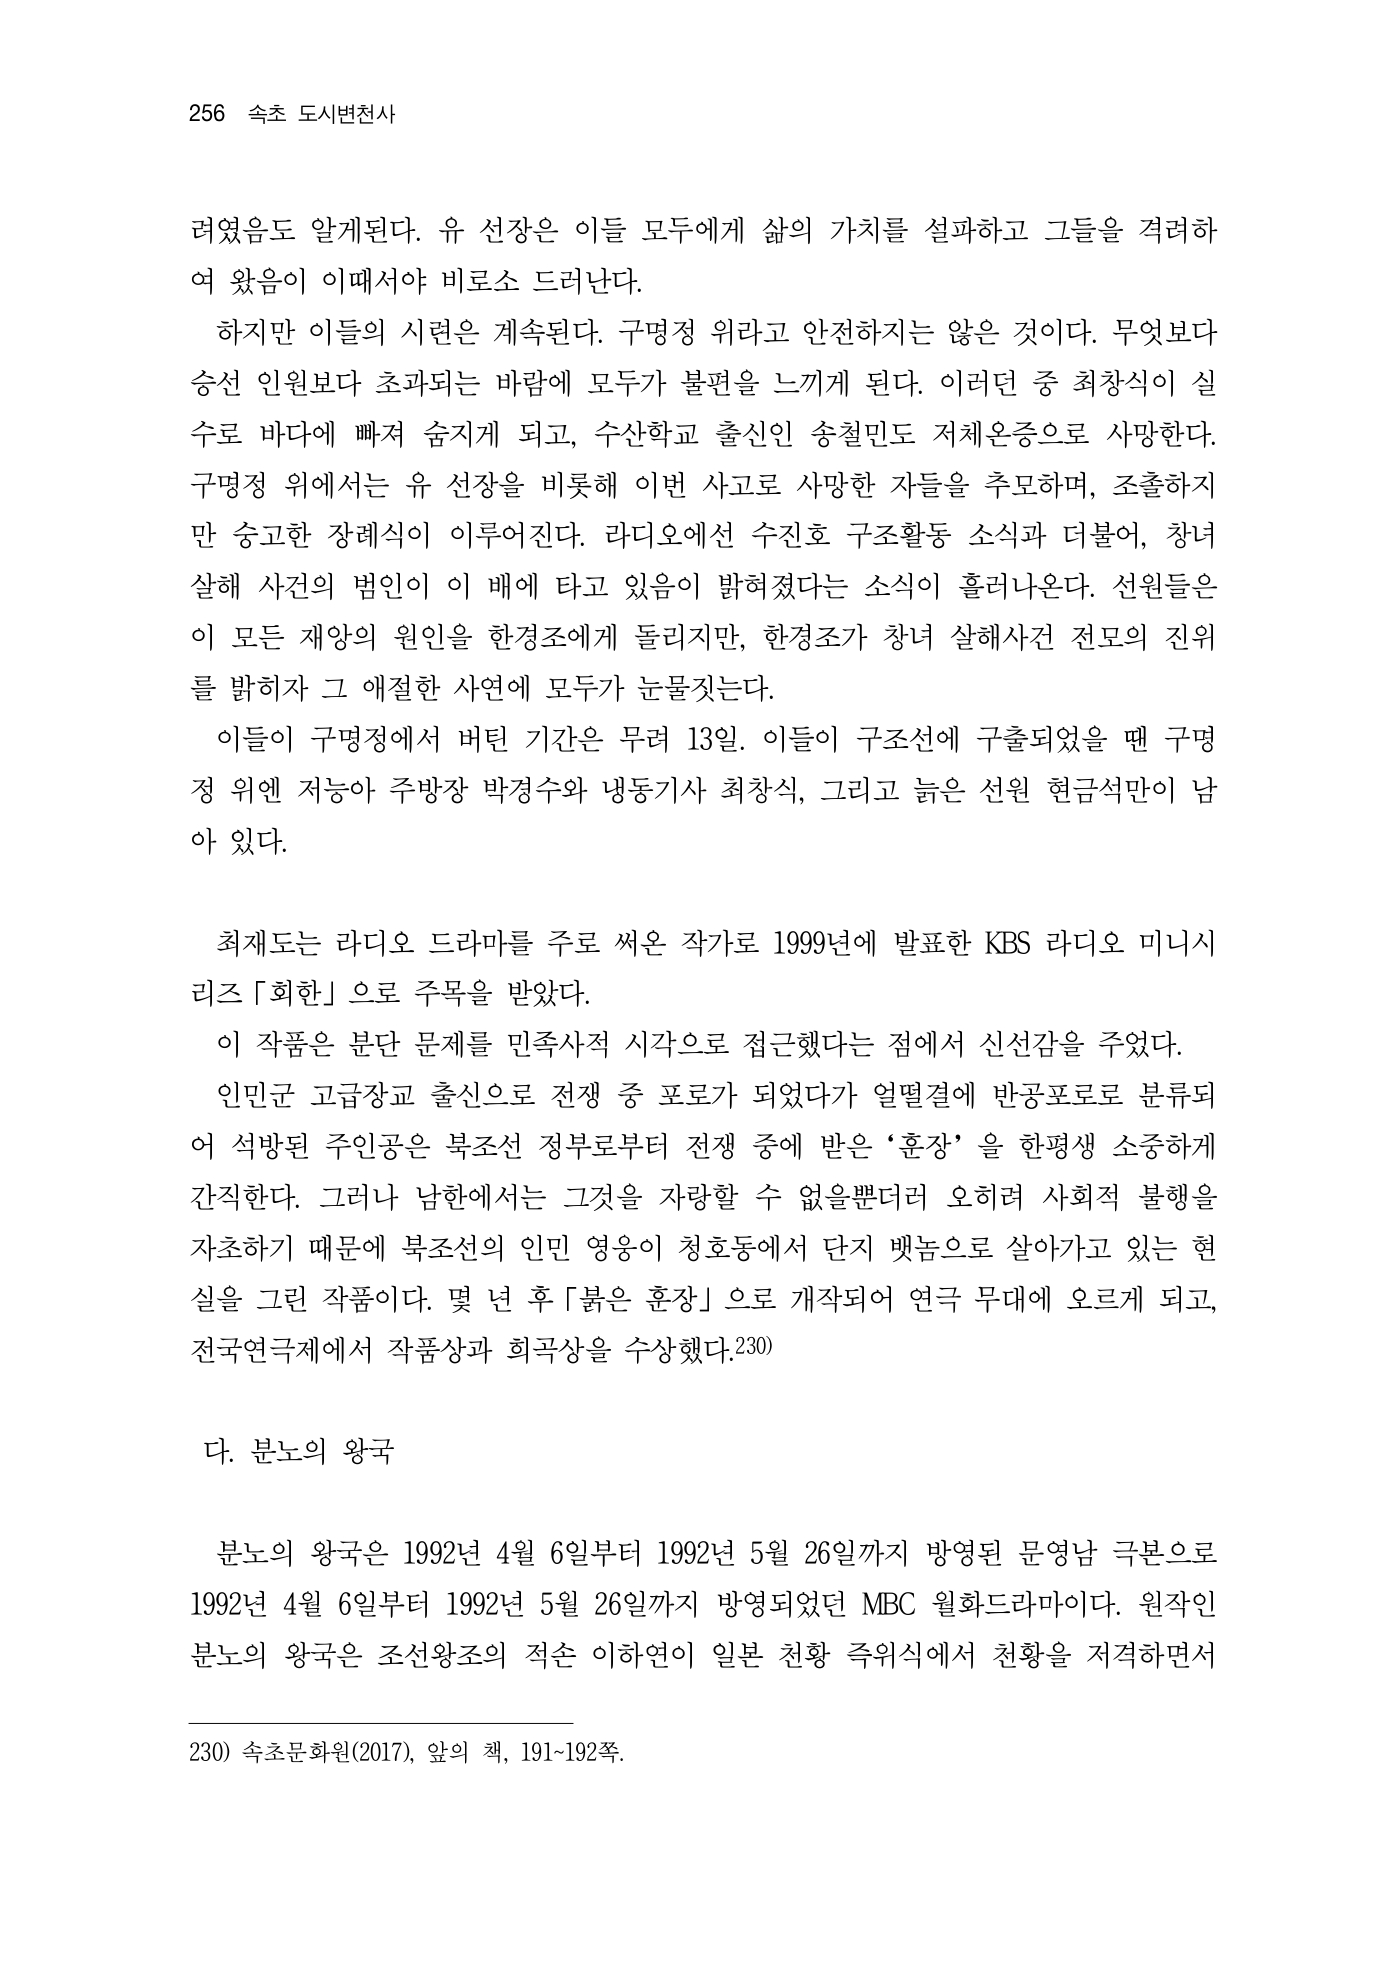 256 속초 도시변천사
려였음도 알게된다. 유 선장은 이들 모두에게 삶의 가치를 설파하고 그들을 격려하
여 왔음이 이때서야 비로소 드러난다.
하지만 이들의 시련은 계속된다. 구명정 위라고 안전하지는 않은 것이다. 무엇보다
승선 인원보다 초과되는 바람에 모두가 불편을 느끼게 된다. 이러던 중 최창식이 실
수로 바다에 빠져 숨지게 되고, 수산학교 출신인 송철민도 저체온증으로 사망한다.
구명정 위에서는 유 선장을 비롯해 이번 사고로 사망한 자들을 추모하며, 조촐하지
만 숭고한 장례식이 이루어진다. 라디오에선 수진호 구조활동 소식과 더불어, 창녀
살해 사건의 범인이 이 배에 타고 있음이 밝혀졌다는 소식이 흘러나온다. 선원들은
이 모든 재앙의 원인을 한경조에게 돌리지만, 한경조가 창녀 살해사건 전모의 진위
를 밝히자 그 애절한 사연에 모두가 눈물짓는다.
이들이 구명정에서 버틴 기간은 무려 13일. 이들이 구조선에 구출되었을 땐 구명
정 위엔 저능아 주방장 박경수와 냉동기사 최창식, 그리고 늙은 선원 현금석만이 남
아 있다.
최재도는 라디오 드라마를 주로 써온 작가로 1999년에 발표한 KBS 라디오 미니시
리즈「회한」으로 주목을 받았다.
이 작품은 분단 문제를 민족사적 시각으로 접근했다는 점에서 신선감을 주었다.
인민군 고급장교 출신으로 전쟁 중 포로가 되었다가 얼떨결에 반공포로로 분류되
어 석방된 주인공은 북조선 정부로부터 전쟁 중에 받은 ‘훈장’ 을 한평생 소중하게
간직한다. 그러나 남한에서는 그것을 자랑할 수 없을뿐더러 오히려 사회적 불행을
자초하기 때문에 북조선의 인민 영웅이 청호동에서 단지 뱃놈으로 살아가고 있는 현
실을 그린 작품이다. 몇 년 후「붉은 훈장」으로 개작되어 연극 무대에 오르게 되고,
전국연극제에서 작품상과 희곡상을 수상했다.230)
다. 분노의 왕국
분노의 왕국은 1992년 4월 6일부터 1992년 5월 26일까지 방영된 문영남 극본으로
1992년 4월 6일부터 1992년 5월 26일까지 방영되었던 MBC 월화드라마이다. 원작인
분노의 왕국은 조선왕조의 적손 이하연이 일본 천황 즉위식에서 천황을 저격하면서
230) 속초문화원(2017), 앞의 책, 191~192쪽.